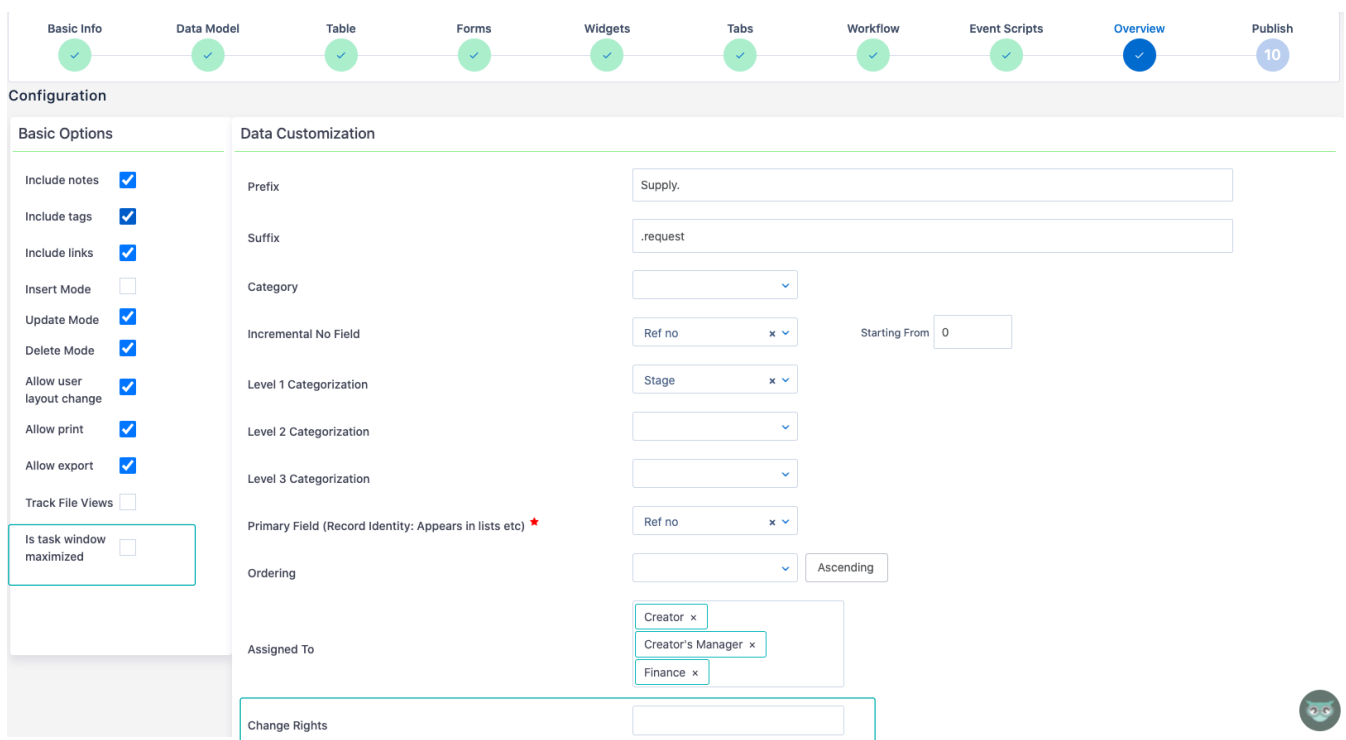 Basic Info
Data Model
Table
Forms
Widgets
Tabs
Workflow
Event Scripts
Overview
Publish
10
Configuration
Basic Options
Include notes
Include tags
Include links
Insert Mode
Update Mode
Delete Mode
Allow user
layout change
Allow print
Allow export
Track File Views
Is task window
maximized
Data Customization
Prefix
Supply.
Suffix
.request
Category
Incremental No Field
Ref no
Starting From
0
Level 1 Categorization
Stage
Level 2 Categorization
Level 3 Categorization
Primary Field (Record Identity: Appears in lists etc)
Ref no
Ordering
Ascending
Assigned To
Creator ×
Creator's Manager ×
Finance ×
Change Rights